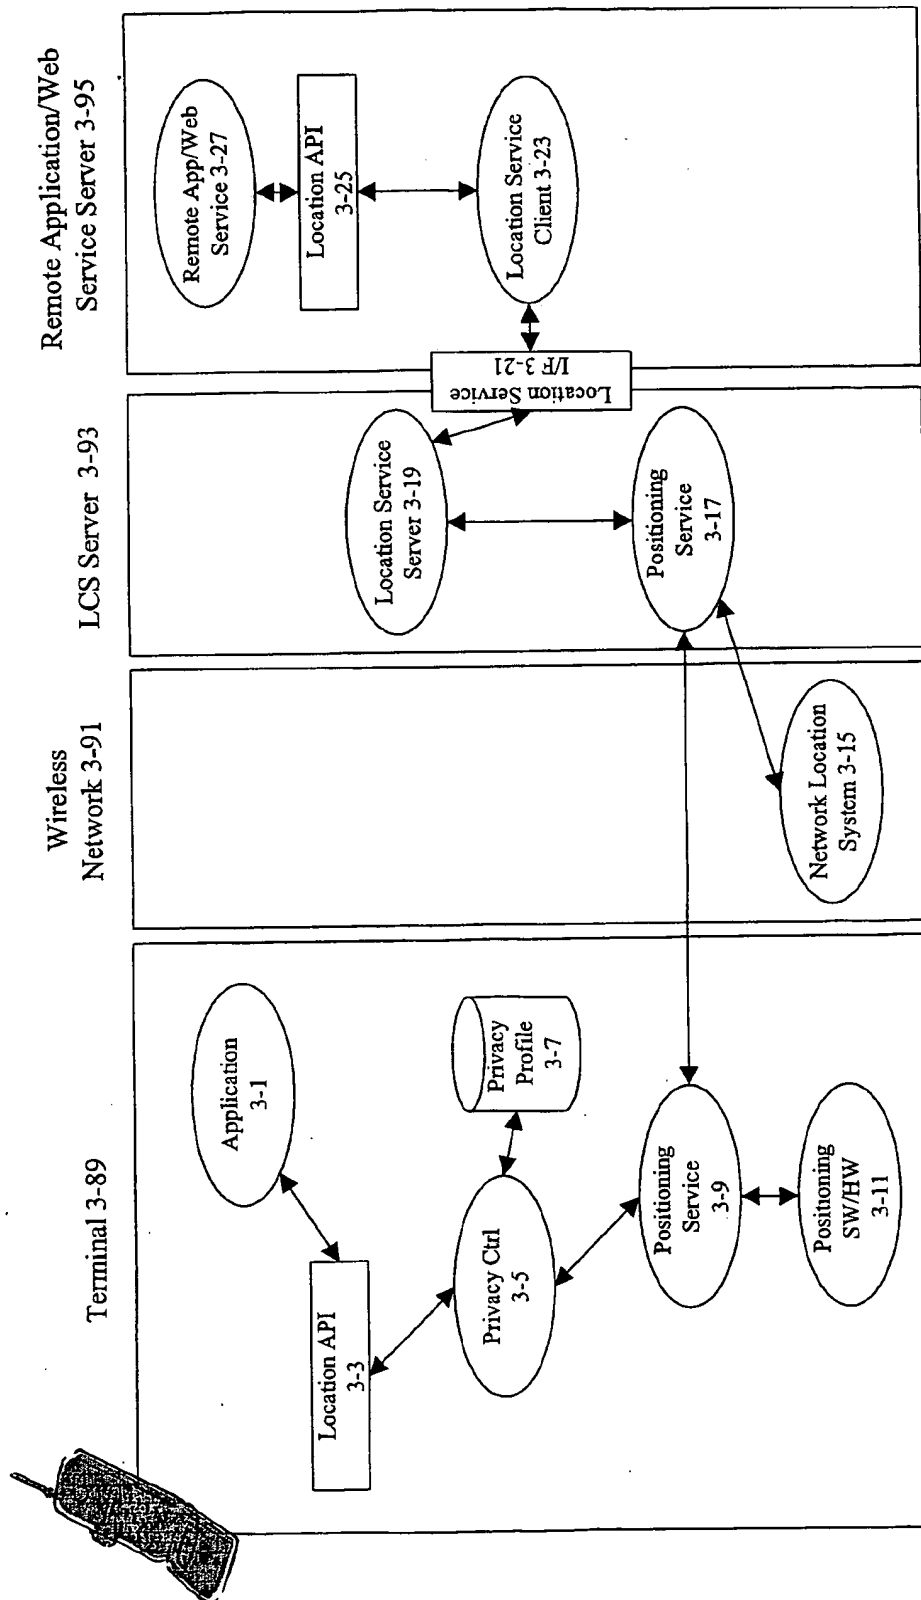 Terminal 3-89
Application
3-1
Location API
3-3
Privacy Ctrl
3-5
Privacy
Profile
3-7
Positioning
Service
3-9
Positioning
SW/HW
3-11
Wireless
Network 3-91
Network Location
System 3-15
LCS Server 3-93
Location Service
Server 3-19
Positioning
Service
3-17
Location Service
I/F 3-21
Remote Application/Web
Service Server 3-95
Remote App/Web
Service 3-27
Location API
3-25
Location Service
Client 3-23